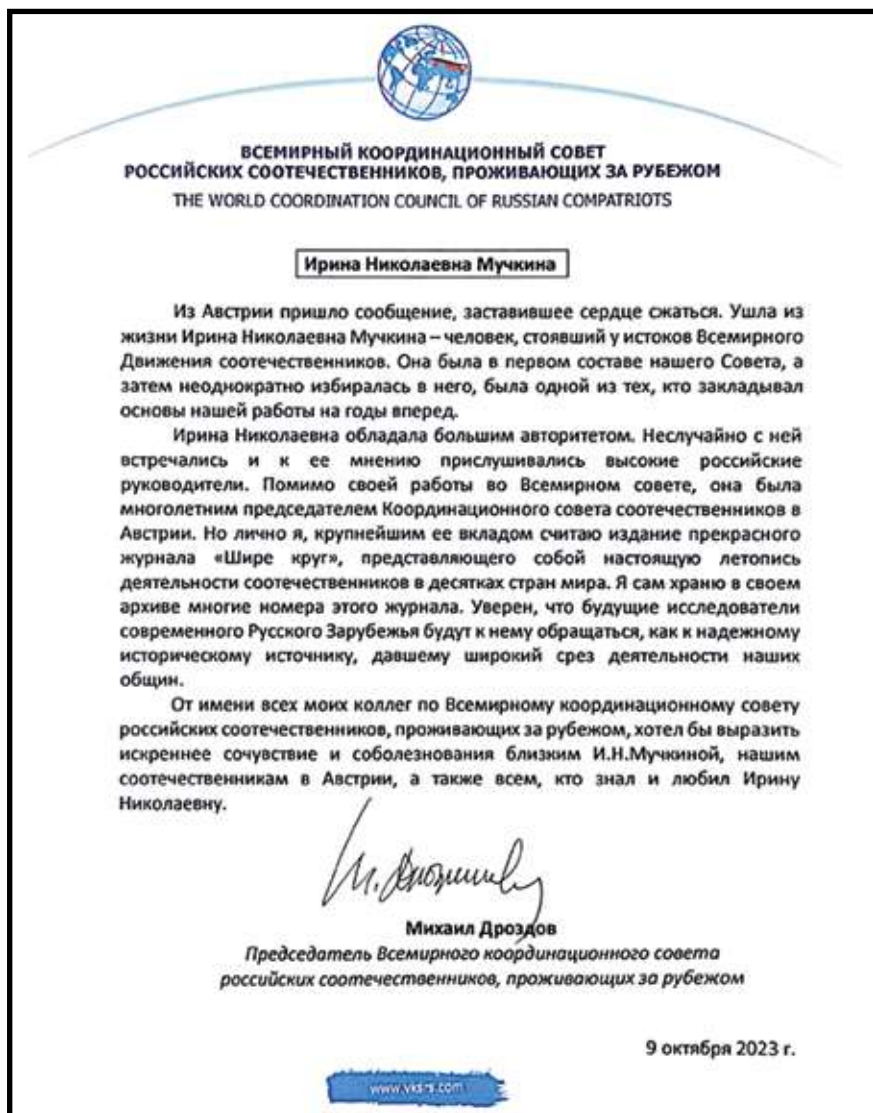 ВСЕМИРНЫЙ КООРДИНАЦИОННЫЙ СОВЕТ
РОССИЙСКИХ СООТЕЧЕСТВЕННИКОВ, ПРОЖИВАЮЩИХ ЗА РУБЕЖОМ
THE WORLD COORDINATION COUNCIL OF RUSSIAN COMPATRIOTS
Ирина Николаевна Мучкина
Из Австрии пришло сообщение, заставившее сердце сжаться. Ушла из
жизни Ирина Николаевна Мучкина – человек, стоявший у истоков Всемирного
Движения соотечественников. Она была в первом составе нашего Совета, а
затем неоднократно избиралась в него, была одной из тех, кто закладывал
основы нашей работы на годы вперед.
Ирина Николаевна обладала большим авторитетом. Неслучайно с ней
встречались и к ее мнению прислушивались высокие российские
руководители. Помимо своей работы во Всемирном совете, она была
многолетним председателем Координационного совета соотечественников в
Австрии. Но лично я, крупнейшим ее вкладом считаю издание прекрасного
журнала «Шире круг», представляющего собой настоящую летопись
деятельности соотечественников в десятках стран мира. Я сам храню в своем
архиве многие номера этого журнала. Уверен, что будущие исследователи
современного Русского Зарубежья будут к нему обращаться, как к надежному
историческому источнику, давшему широкий срез деятельности наших
общин.
От имени всех моих коллег по Всемирному координационному совету
российских соотечественников, проживающих за рубежом, хотел бы выразить
искреннее сочувствие и соболезнования близким И.Н.Мучкиной, нашим
соотечественникам в Австрии, а также всем, кто знал и любил Ирину
Николаевну.
Михаил Дроздов
Председатель Всемирного координационного совета
российских соотечественников, проживающих за рубежом
9 октября 2023 г.
www.vksrs.com